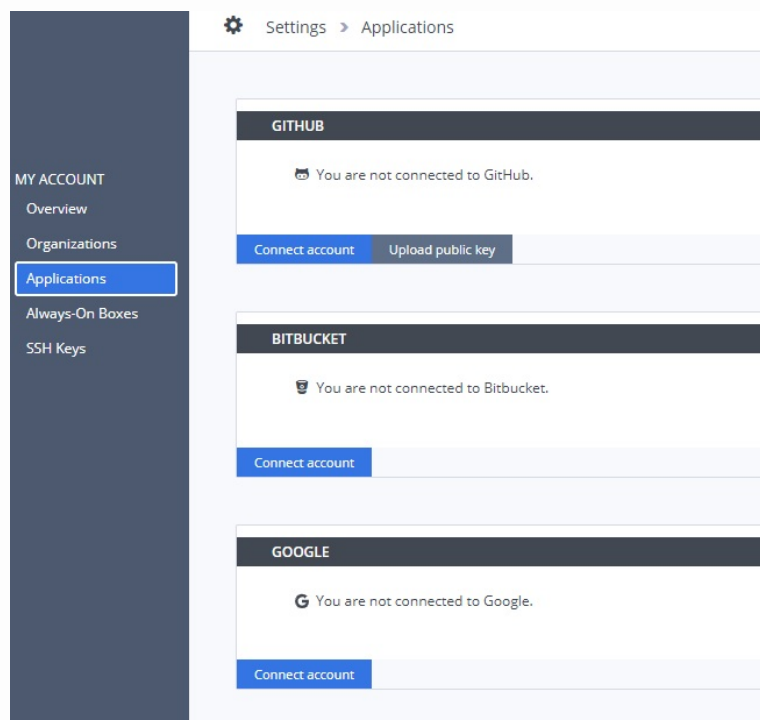 Settings > Applications
MY ACCOUNT
Overview
Organizations
Applications
Always-On Boxes
SSH Keys
GITHUB
You are not connected to GitHub.
Connect account Upload public key
BITBUCKET
You are not connected to Bitbucket.
Connect account
GOOGLE
G You are not connected to Google.
Connect account